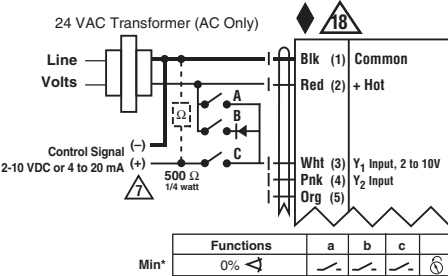 24 VAC Transformer (AC Only)
18
Line
Volts
Blk (1) Common
Red (2) + Hot
A
Ω
B
C
Control Signal (–)
2-10 VDC or 4 to 20 mA (+)
7
500 Ω
1/4 watt
Wht (3) Y1 Input, 2 to 10V
Pnk (4) Y2 Input
Org (5)
Functions a b c
Min* 0%